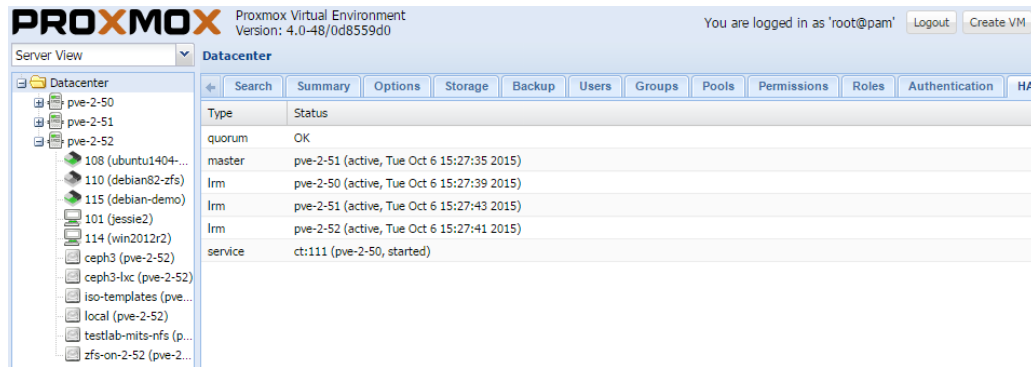 PROXMOX Proxmox Virtual Environment
Version: 4.0-48/0d8559d0
You are logged in as 'root@pam' Logout Create VM
Server View
Datacenter
Datacenter
pve-2-50
pve-2-51
pve-2-52
108 (ubuntu1404-...
110 (debian82-zfs)
115 (debian-demo)
101 (jessie2)
114 (win2012r2)
ceph3 (pve-2-52)
ceph3-lxc (pve-2-52)
iso-templates (pve...
local (pve-2-52)
testlab-mits-nfs (p...
zfs-on-2-52 (pve-2...
Search Summary Options Storage Backup Users Groups Pools Permissions Roles Authentication HA
Type Status
quorum OK
master pve-2-51 (active, Tue Oct 6 15:27:35 2015)
lrm pve-2-50 (active, Tue Oct 6 15:27:39 2015)
lrm pve-2-51 (active, Tue Oct 6 15:27:43 2015)
lrm pve-2-52 (active, Tue Oct 6 15:27:41 2015)
service ct:111 (pve-2-50, started)